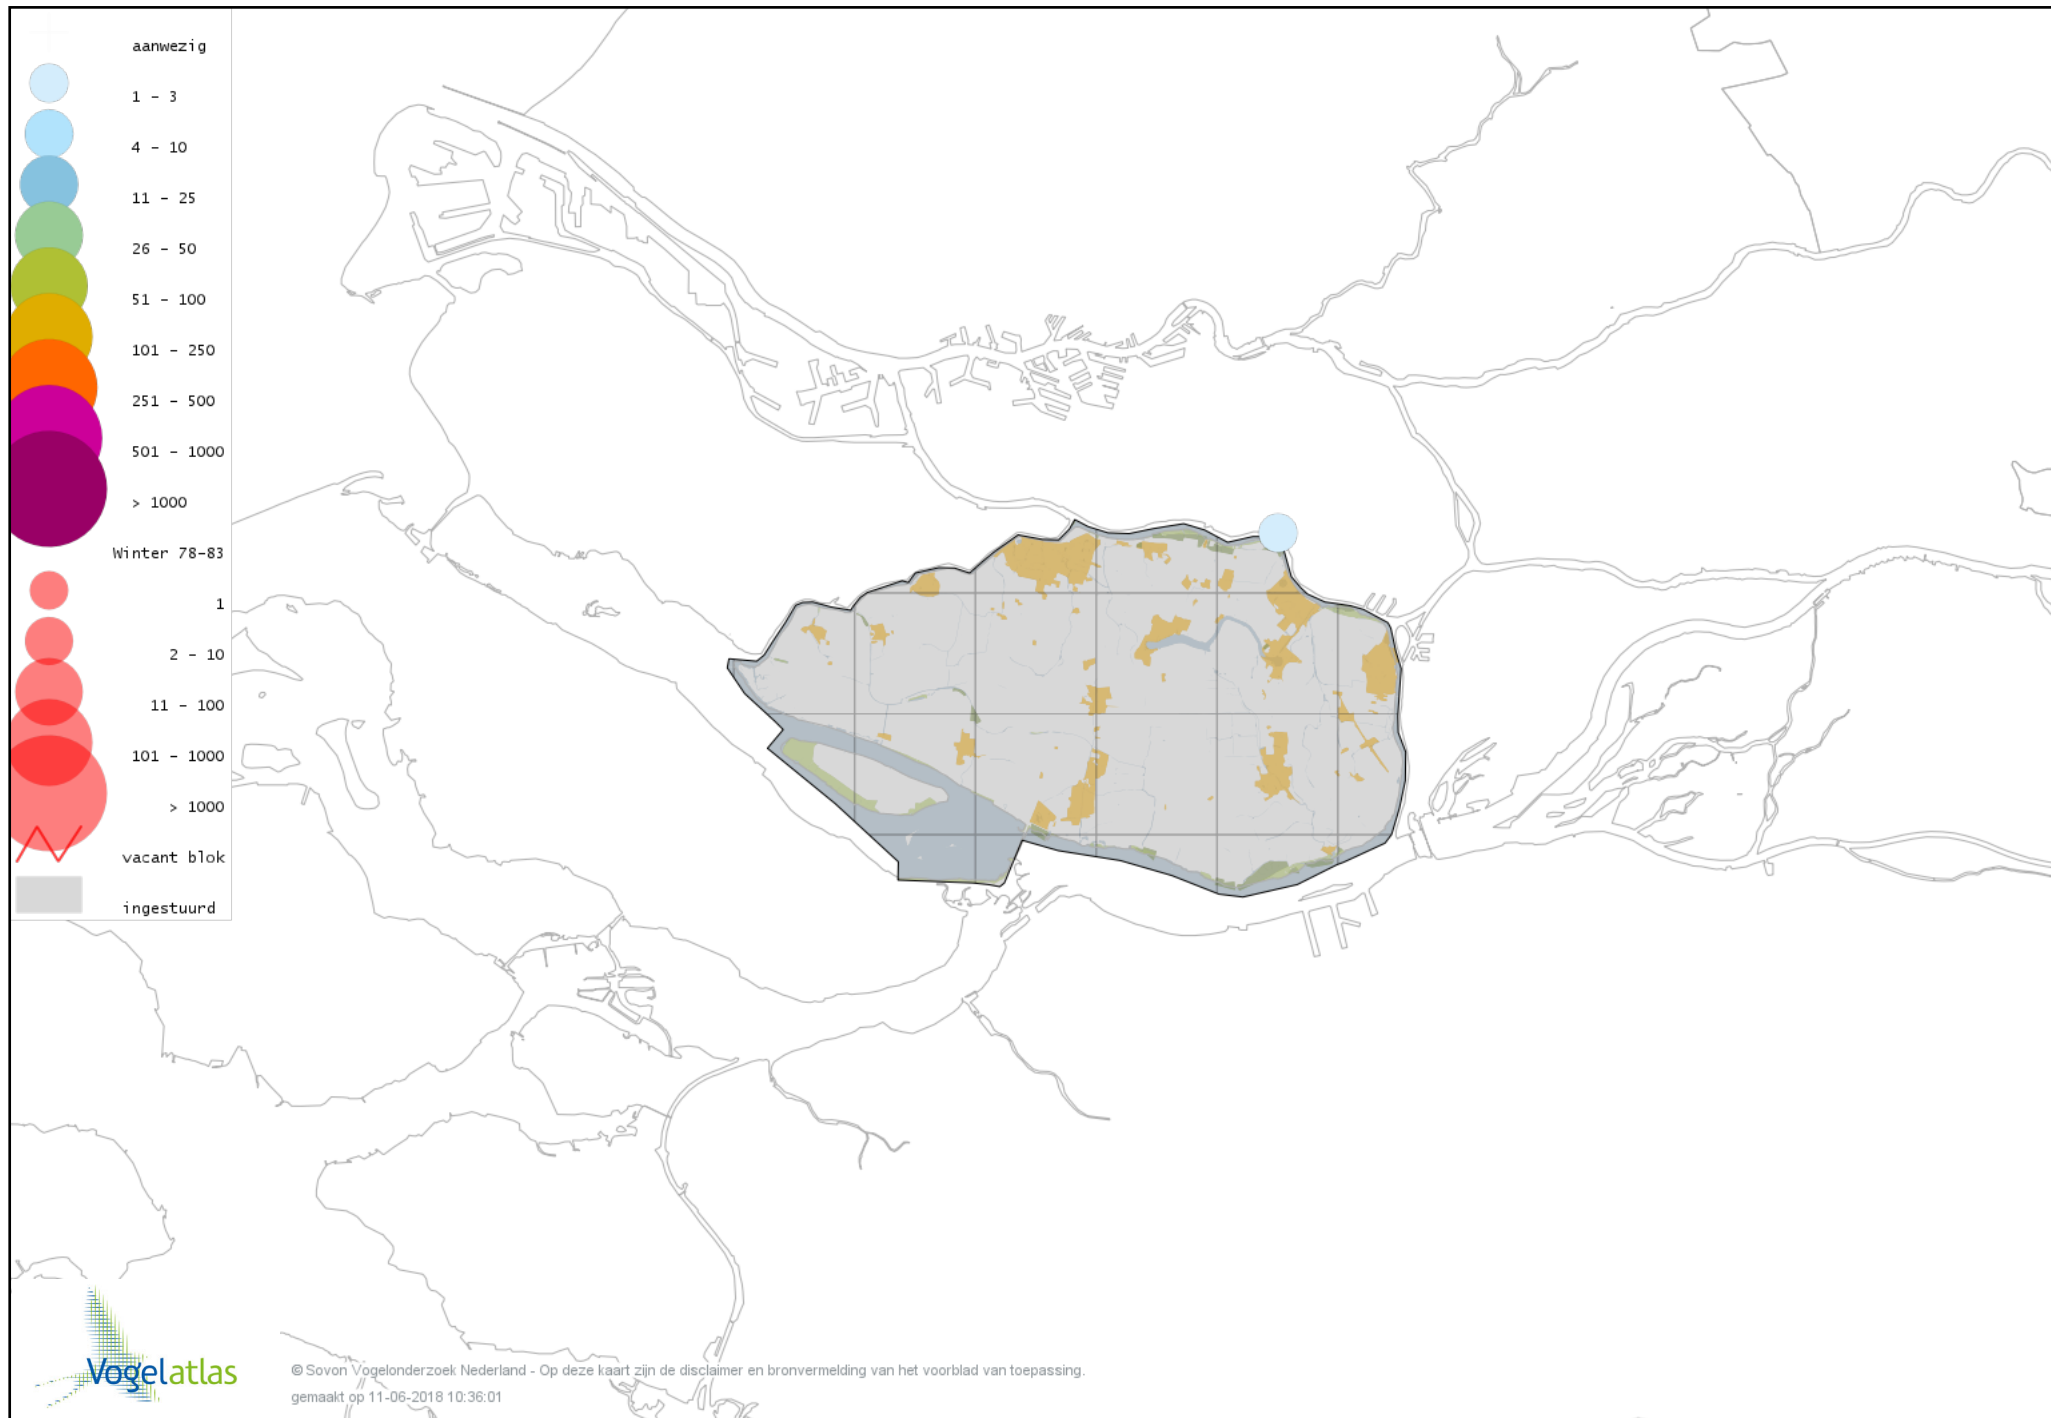 aanwezig
1 - 3
4 - 10
11 - 25
26 - 50
51 - 100
101 - 250
251 - 500
501 - 1000
> 1000
Winter 78-83
1
2 - 10
11 - 100
101 - 1000
> 1000
vacant blok
ingestuurd
Vogelatlas
© Sovon Vogelonderzoek Nederland - Op deze kaart zijn de disclaimer en bronvermelding van het voorblad van toepassing.
gemaakt op 11-06-2018 10:36:01